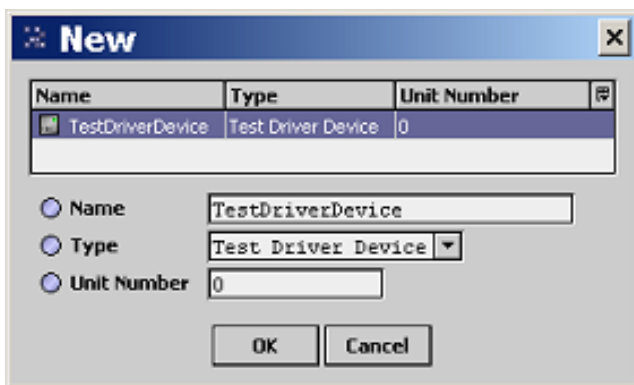 New
Name Type Unit Number
TestDriverDevice Test Driver Device 0
Name TestDriverDevice
Type Test Driver Device
Unit Number 0
OK Cancel